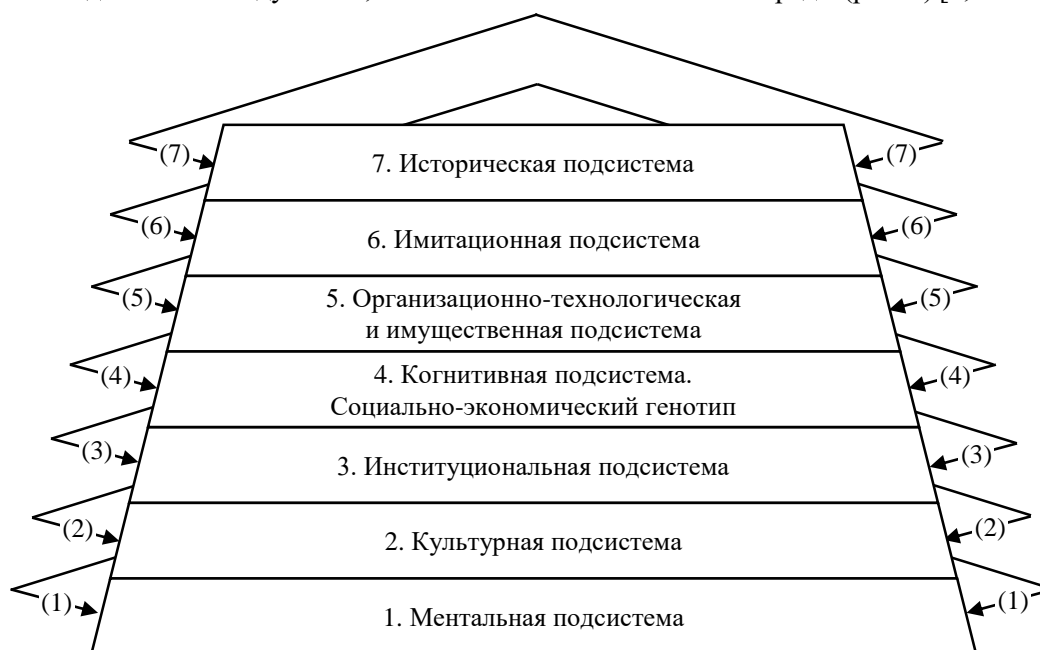 (7) 7. Историческая подсистема (7)
(6) 6. Имитационная подсистема (6)
(5) 5. Организационно-технологическая (5)
и имущественная подсистема
(4) 4. Когнитивная подсистема. (4)
Социально-экономический генотип
(3) 3. Институциональная подсистема (3)
(2) 2. Культурная подсистема (2)
(1) 1. Ментальная подсистема (1)